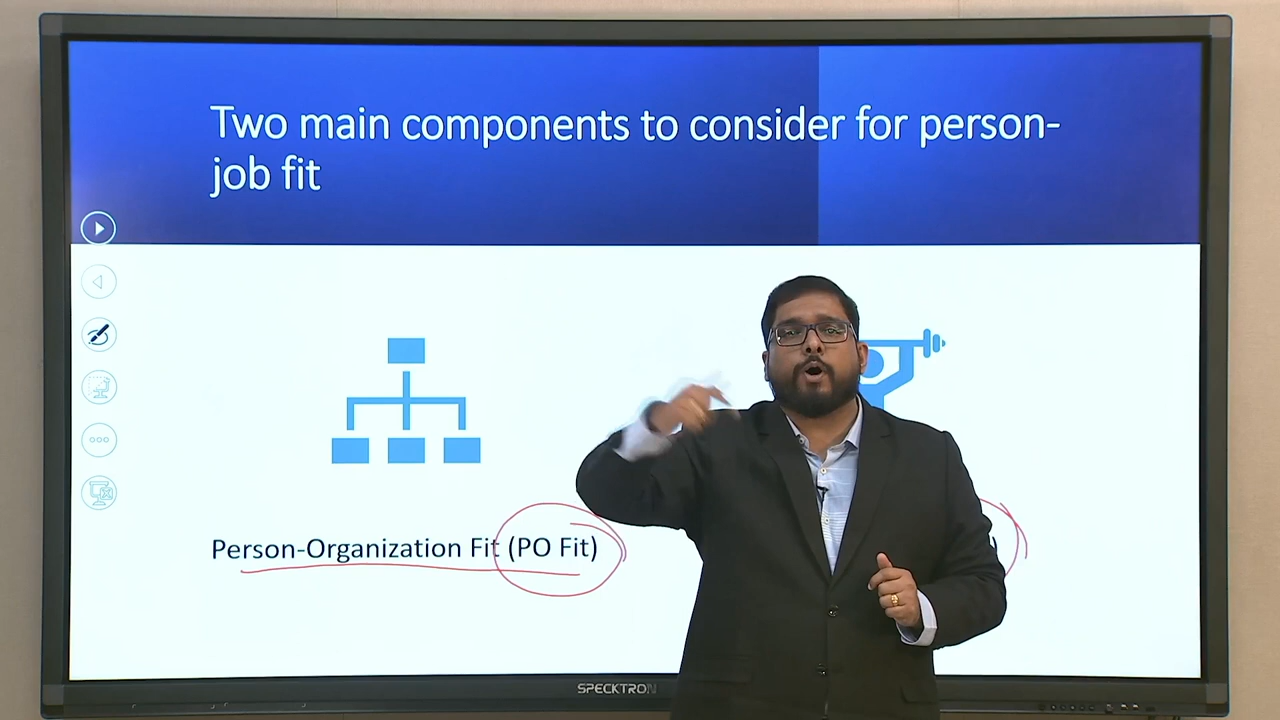 Two main components to consider for person-
job fit
Person-Organization Fit (PO Fit)
SPECKTRON